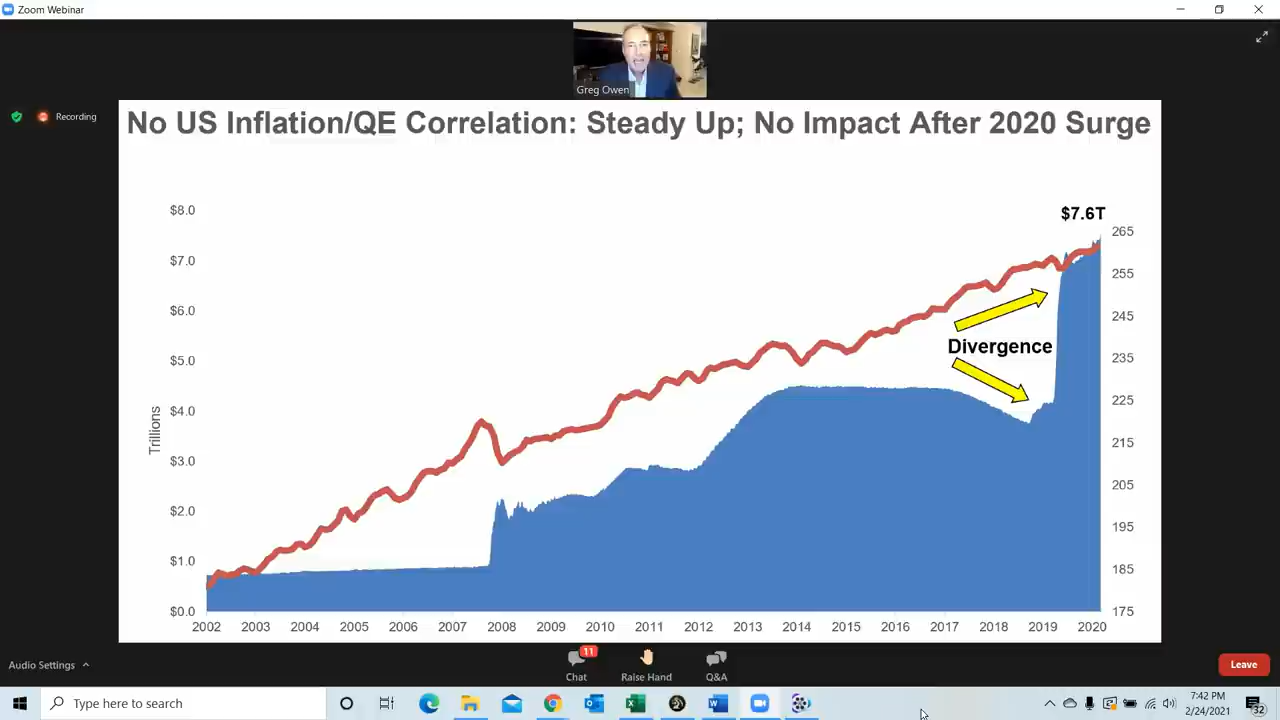 Zoom Webinar
Greg Owen
Recording
No US Inflation/QE Correlation: Steady Up; No Impact After 2020 Surge
$7.6T
$8.0
$7.0
$6.0
$5.0
$4.0
$3.0
$2.0
$1.0
$0.0
Trillions
265
255
245
235
225
215
205
195
185
175
Divergence
2002 2003 2004 2005 2006 2007 2008 2009 2010 2011 2012 2013 2014 2015 2016 2017 2018 2019 2020
Audio Settings
11
Chat
Raise Hand
Q&A
Leave
Type here to search
7:42 PM
2/24/2021
32